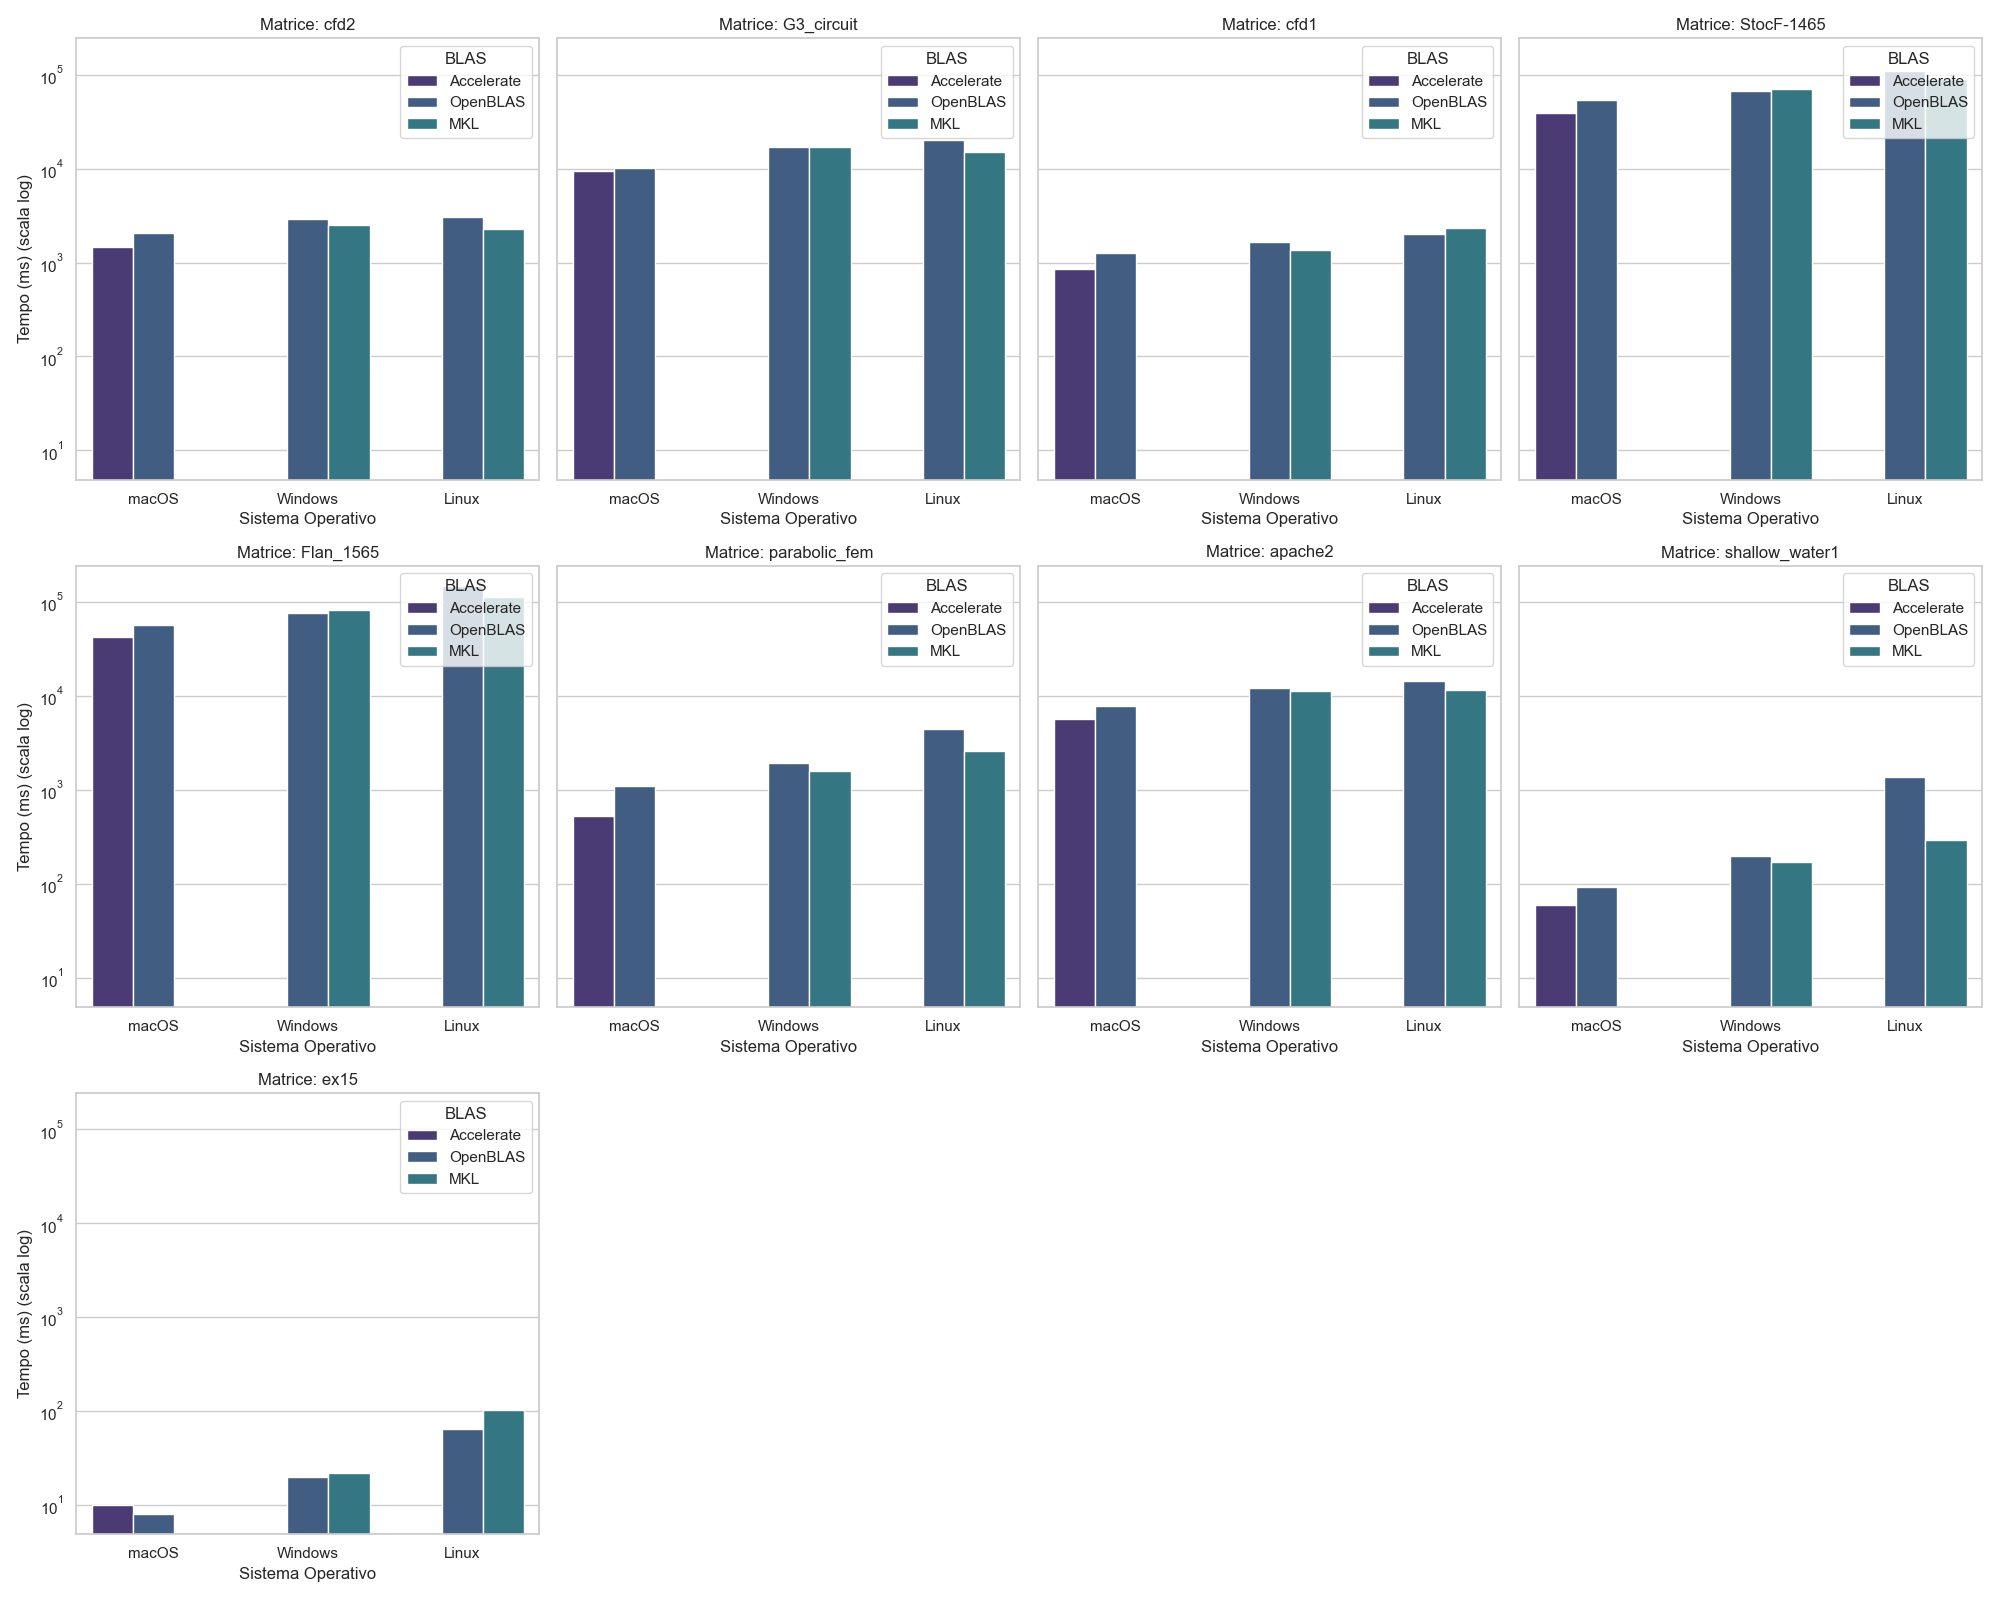 Matrice: cfd2
10^5
10^4
10^3
10^2
10^1
Tempo (ms) (scala log)
BLAS
Accelerate
OpenBLAS
MKL
macOS Windows Linux
Sistema Operativo
Matrice: G3_circuit
BLAS
Accelerate
OpenBLAS
MKL
macOS Windows Linux
Sistema Operativo
Matrice: cfd1
BLAS
Accelerate
OpenBLAS
MKL
macOS Windows Linux
Sistema Operativo
Matrice: StocF-1465
BLAS
Accelerate
OpenBLAS
MKL
macOS Windows Linux
Sistema Operativo
Matrice: Flan_1565
10^5
10^4
10^3
10^2
10^1
Tempo (ms) (scala log)
BLAS
Accelerate
OpenBLAS
MKL
macOS Windows Linux
Sistema Operativo
Matrice: parabolic_fem
BLAS
Accelerate
OpenBLAS
MKL
macOS Windows Linux
Sistema Operativo
Matrice: apache2
BLAS
Accelerate
OpenBLAS
MKL
macOS Windows Linux
Sistema Operativo
Matrice: shallow_water1
BLAS
Accelerate
OpenBLAS
MKL
macOS Windows Linux
Sistema Operativo
Matrice: ex15
10^5
10^4
10^3
10^2
10^1
Tempo (ms) (scala log)
BLAS
Accelerate
OpenBLAS
MKL
macOS Windows Linux
Sistema Operativo